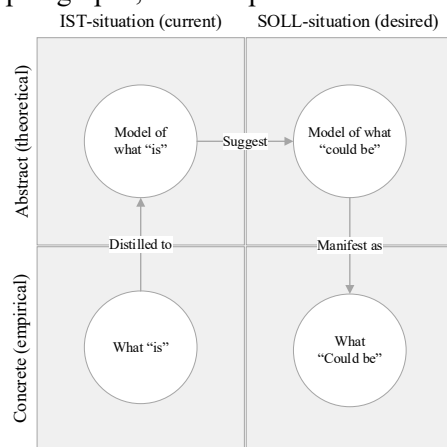 IST-situation (current)
SOLL-situation (desired)
Abstract (theoretical)
Model of
what “is”
Suggest
Model of what
“could be”
Distilled to
Manifest as
Concrete (empirical)
What “is”
What
“Could be”